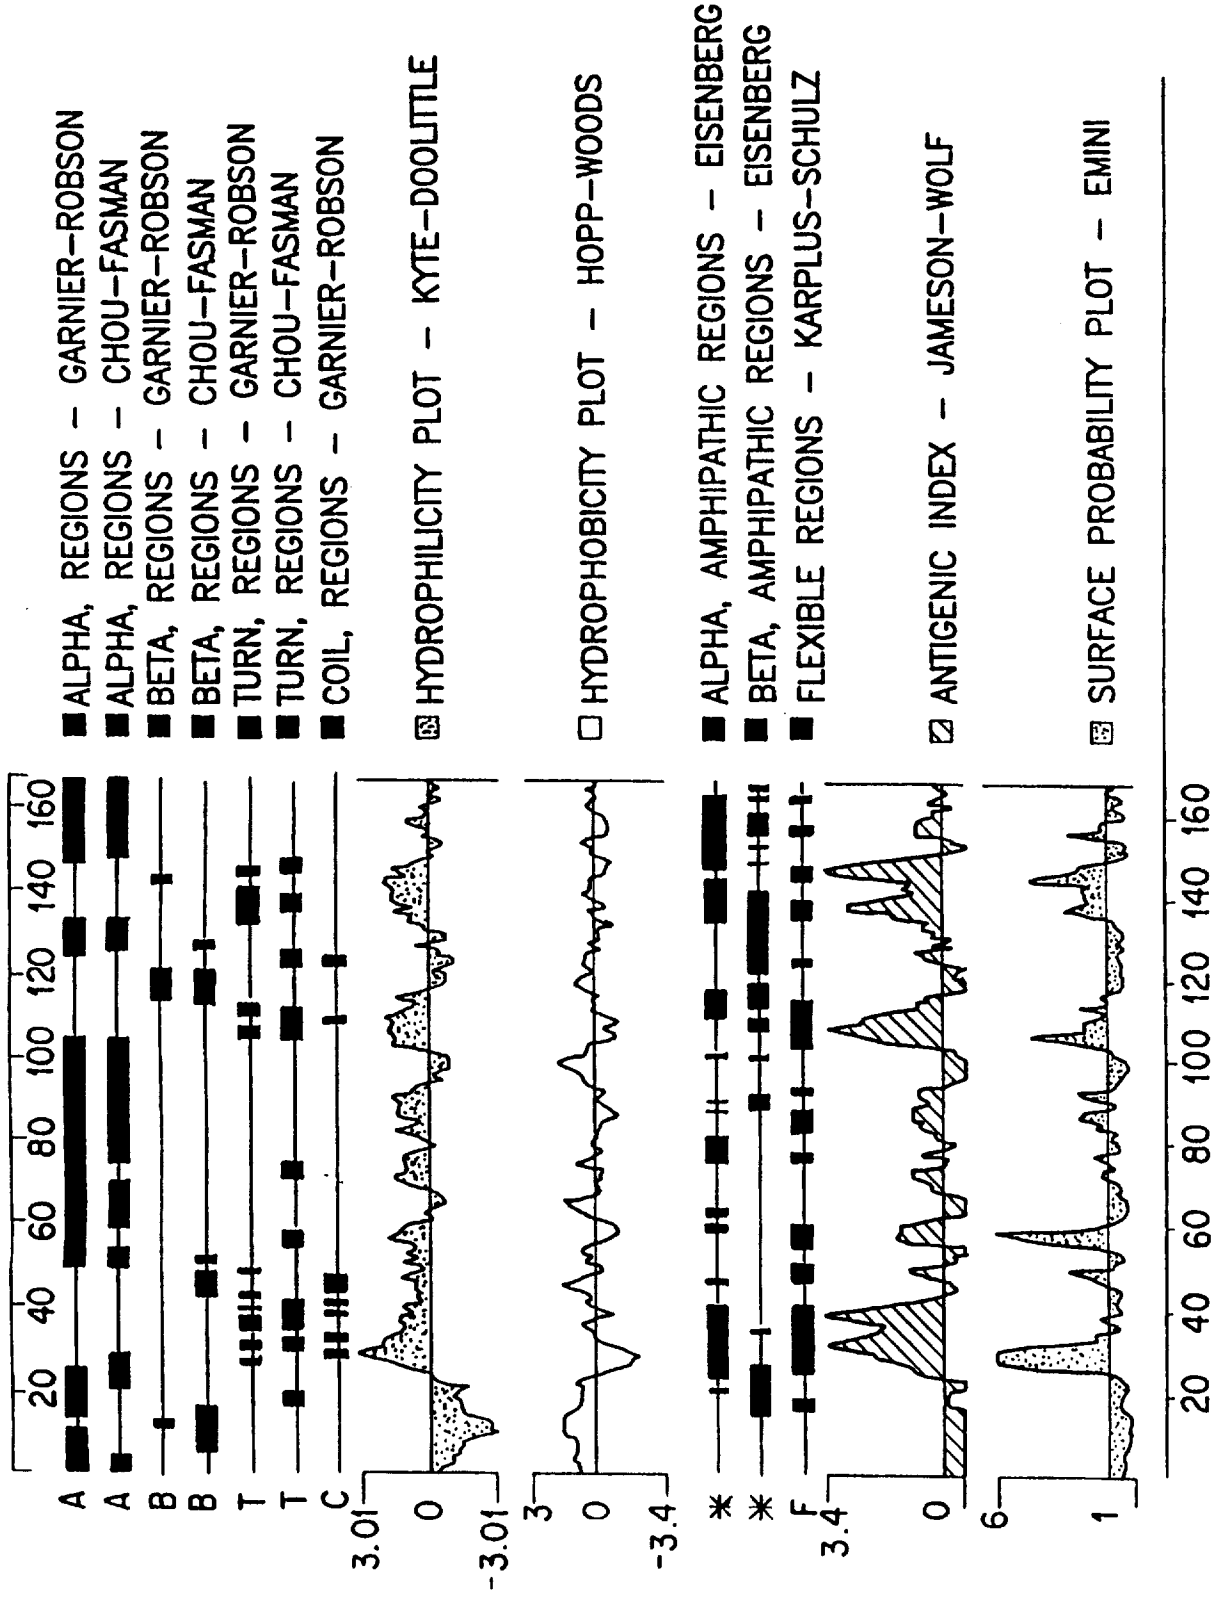 20 40 60 80 100 120 140 160
A ALPHA, REGIONS – GARNIER–ROBSON
A ALPHA, REGIONS – CHOU–FASMAN
B BETA, REGIONS – GARNIER–ROBSON
B BETA, REGIONS – CHOU–FASMAN
T TURN, REGIONS – GARNIER–ROBSON
T TURN, REGIONS – CHOU–FASMAN
C COIL, REGIONS – GARNIER–ROBSON
3.01
0 HYDROPHILICITY PLOT – KYTE–DOOLITTLE
-3.01
3
0 HYDROPHOBICITY PLOT – HOPP–WOODS
-3.4
* ALPHA, AMPHIPATHIC REGIONS – EISENBERG
* BETA, AMPHIPATHIC REGIONS – EISENBERG
F FLEXIBLE REGIONS – KARPLUS–SCHULZ
3.4
0 ANTIGENIC INDEX – JAMESON–WOLF
6
1 SURFACE PROBABILITY PLOT – EMINI
20 40 60 80 100 120 140 160